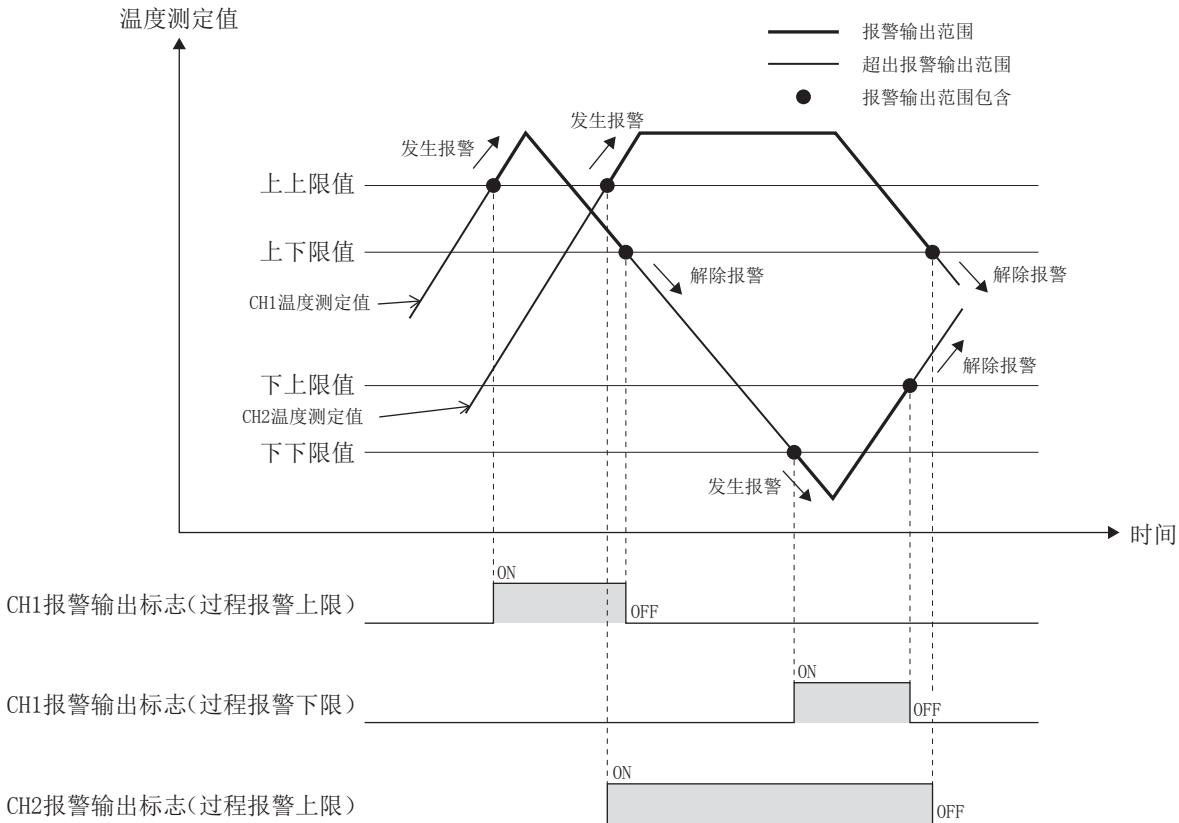 温度测定值
报警输出范围
超出报警输出范围
报警输出范围包含
发生报警
发生报警
上上限值
上下限值
解除报警
解除报警
CH1温度测定值
解除报警
下上限值
CH2温度测定值
下下限值
发生报警
时间
ON
CH1报警输出标志(过程报警上限)
OFF
ON
CH1报警输出标志(过程报警下限)
OFF
ON
CH2报警输出标志(过程报警上限)
OFF